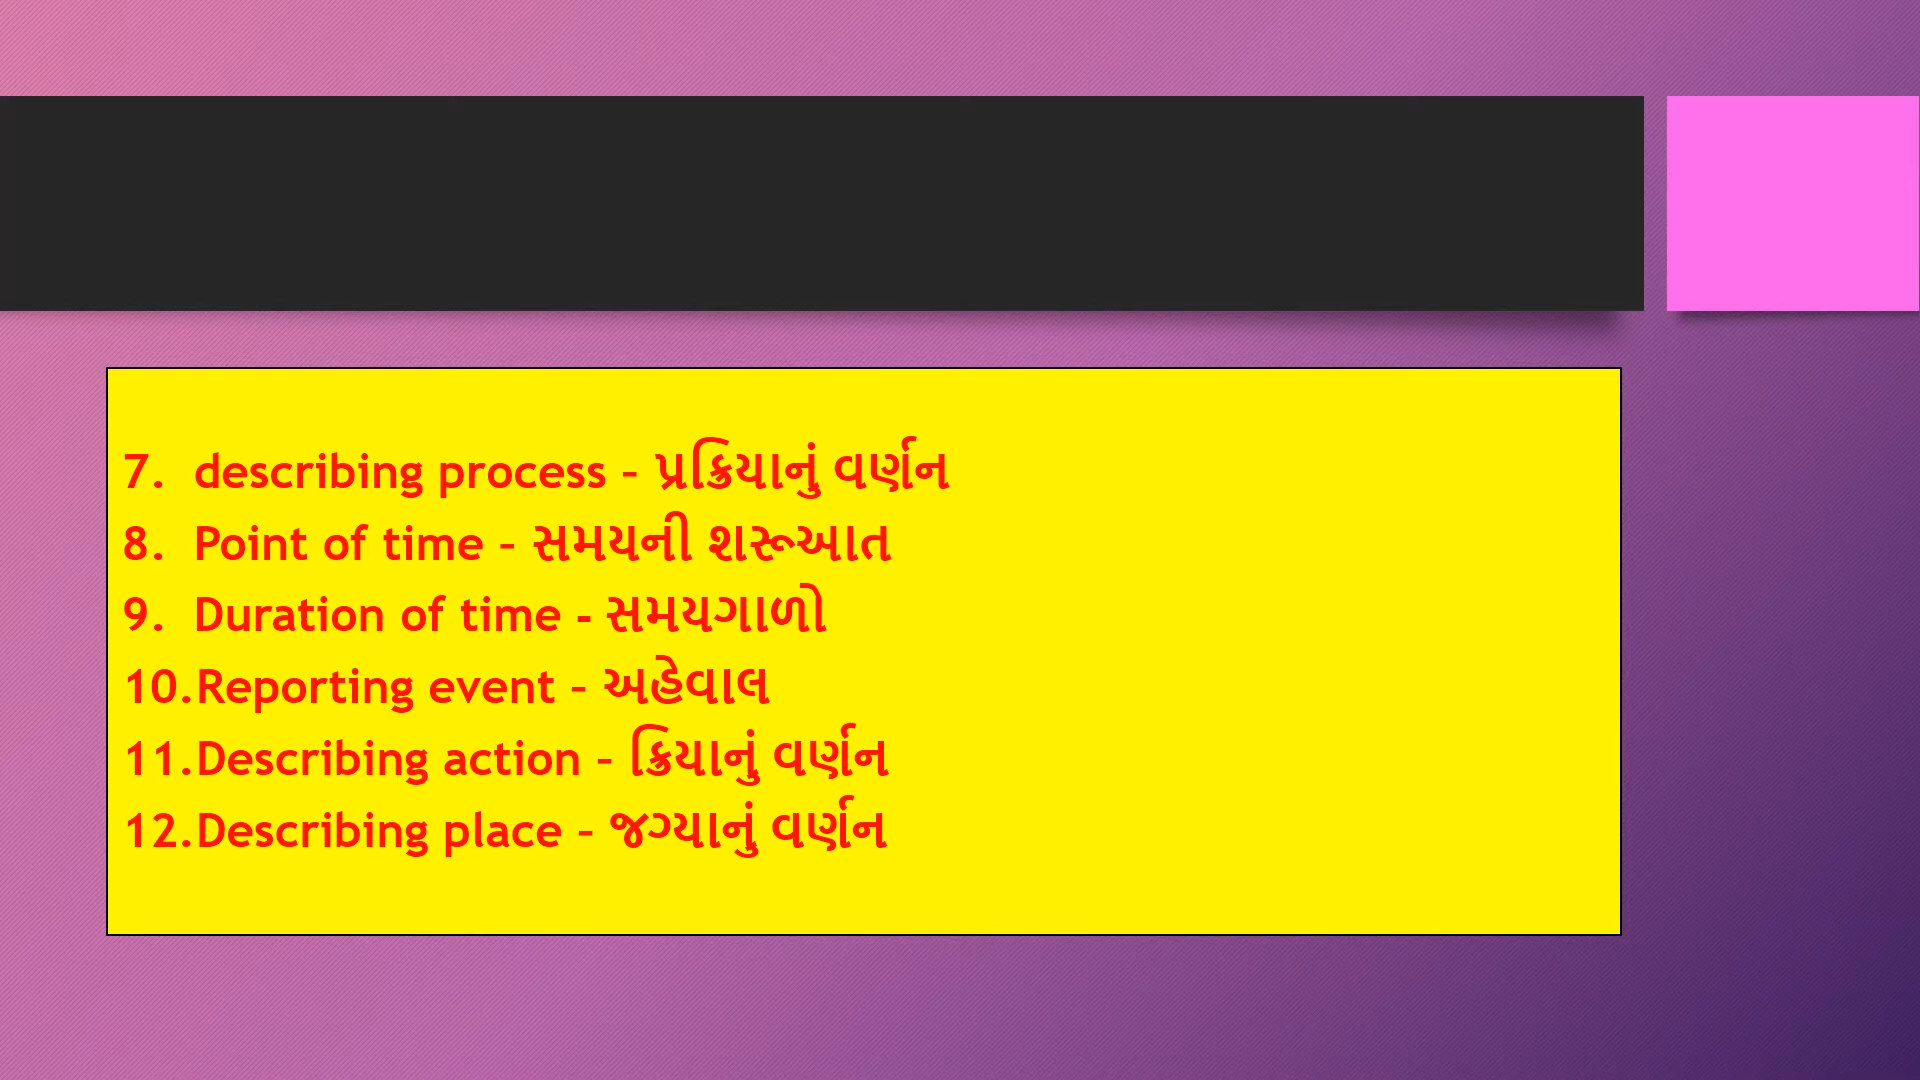 7. describing process – પ્રક્રિયાનું વર્ણન
8. Point of time – સમયની શરૂઆત
9. Duration of time - સમયગાળો
10.Reporting event – અહેવાલ
11.Describing action – ક્રિયાનું વર્ણન
12.Describing place – જગ્યાનું વર્ણન